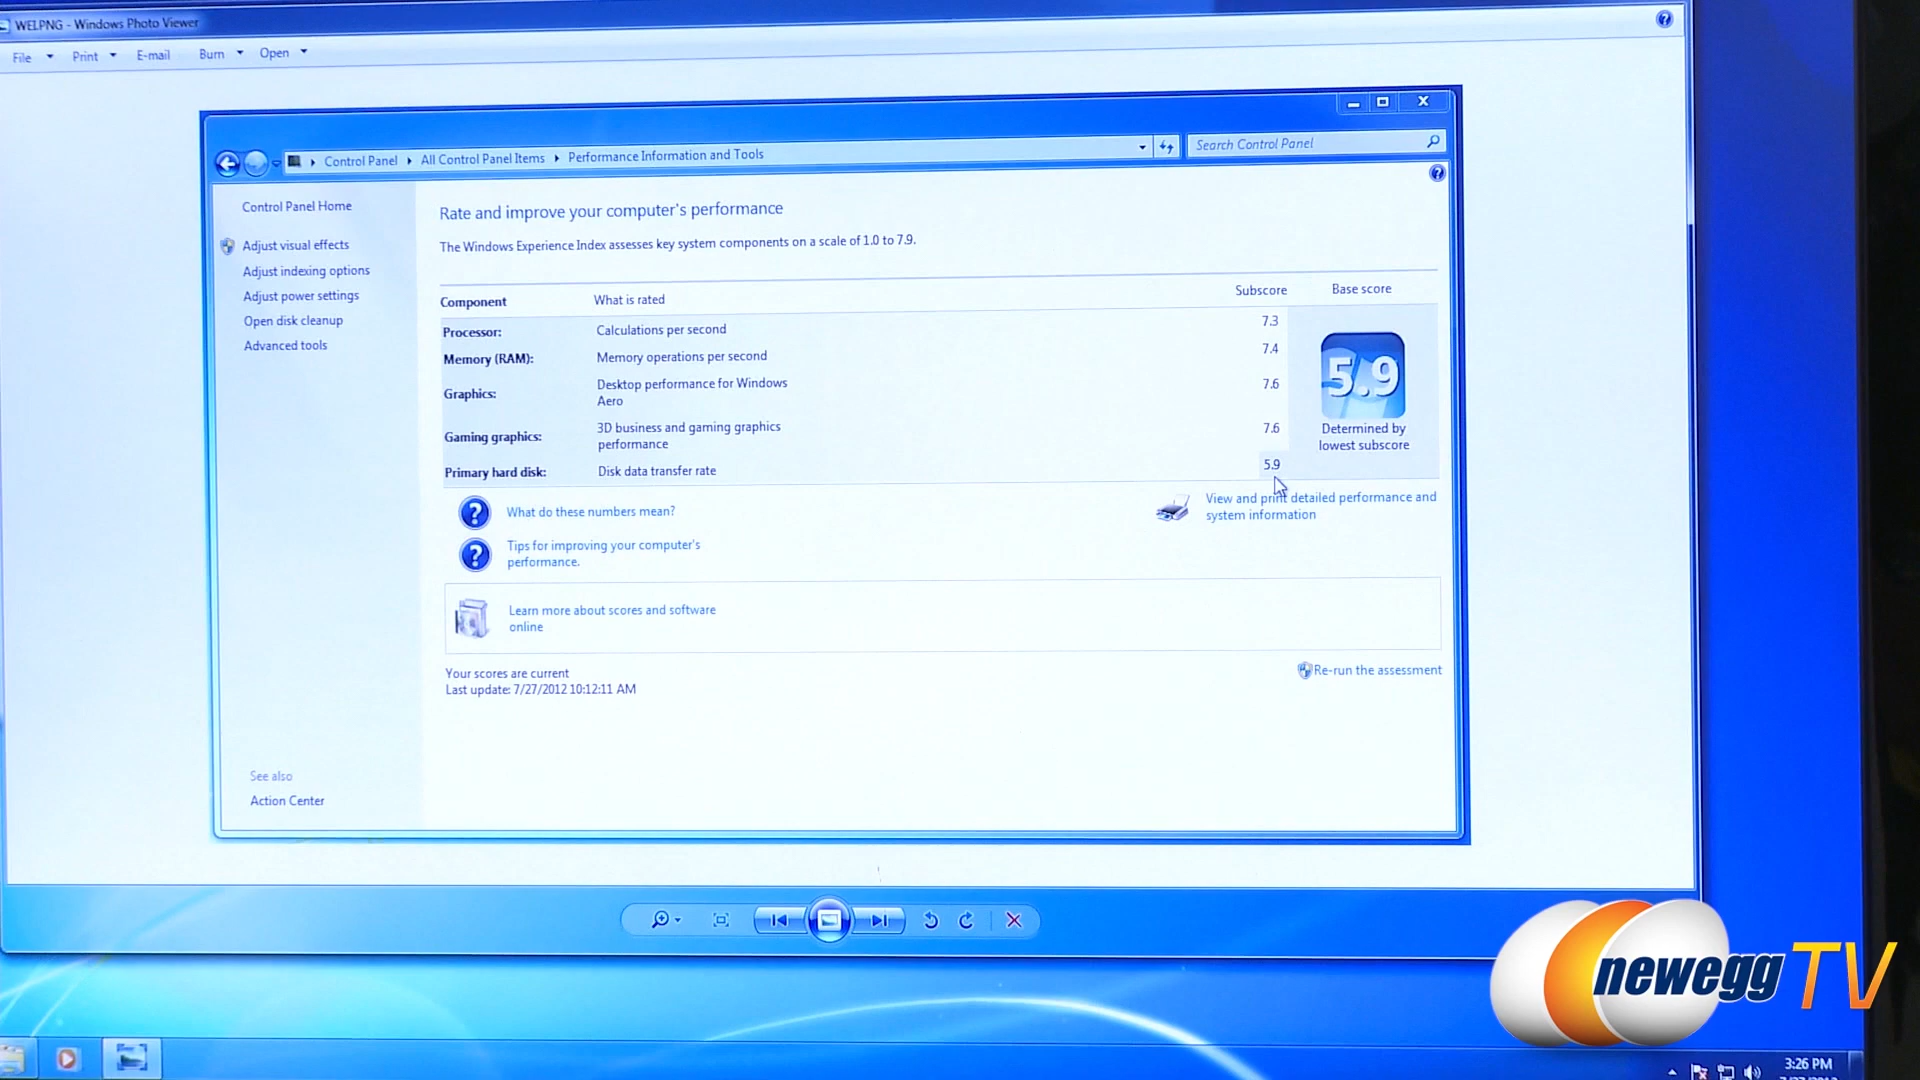 WELPNG - Windows Photo Viewer
File Print E-mail Burn Open
Control Panel All Control Panel Items Performance Information and Tools
Search Control Panel
Control Panel Home
Adjust visual effects
Adjust indexing options
Adjust power settings
Open disk cleanup
Advanced tools
See also
Action Center
Rate and improve your computer's performance
The Windows Experience Index assesses key system components on a scale of 1.0 to 7.9.
Component What is rated Subscore Base score
Processor: Calculations per second 7.3
Memory (RAM): Memory operations per second 7.4
Graphics: Desktop performance for Windows 7.6
Aero
Gaming graphics: 3D business and gaming graphics 7.6
performance
Primary hard disk: Disk data transfer rate 5.9
5.9
Determined by
lowest subscore
What do these numbers mean?
View and print detailed performance and
system information
Tips for improving your computer's
performance.
Learn more about scores and software
online
Your scores are current
Last update: 7/27/2012 10:12:11 AM
Re-run the assessment
newegg TV
3:26 PM